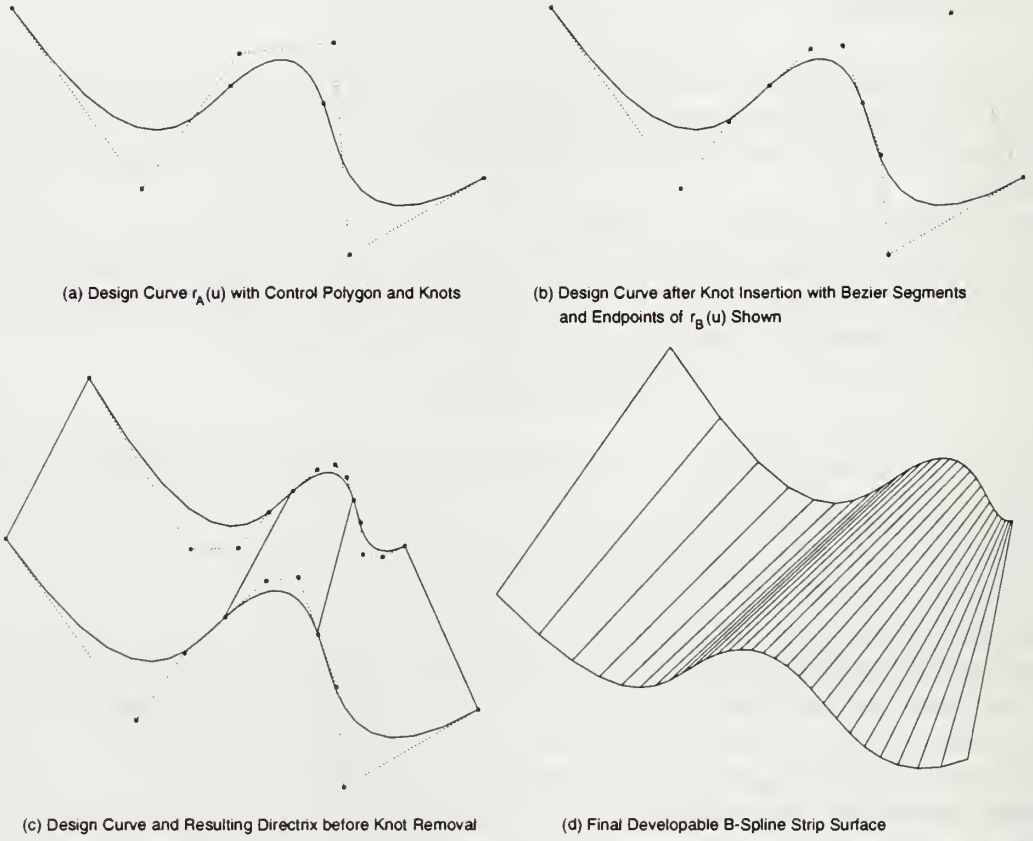 (a) Design Curve r_A(u) with Control Polygon and Knots
(b) Design Curve after Knot Insertion with Bezier Segments
and Endpoints of r_B(u) Shown
(c) Design Curve and Resulting Directrix before Knot Removal
(d) Final Developable B-Spline Strip Surface